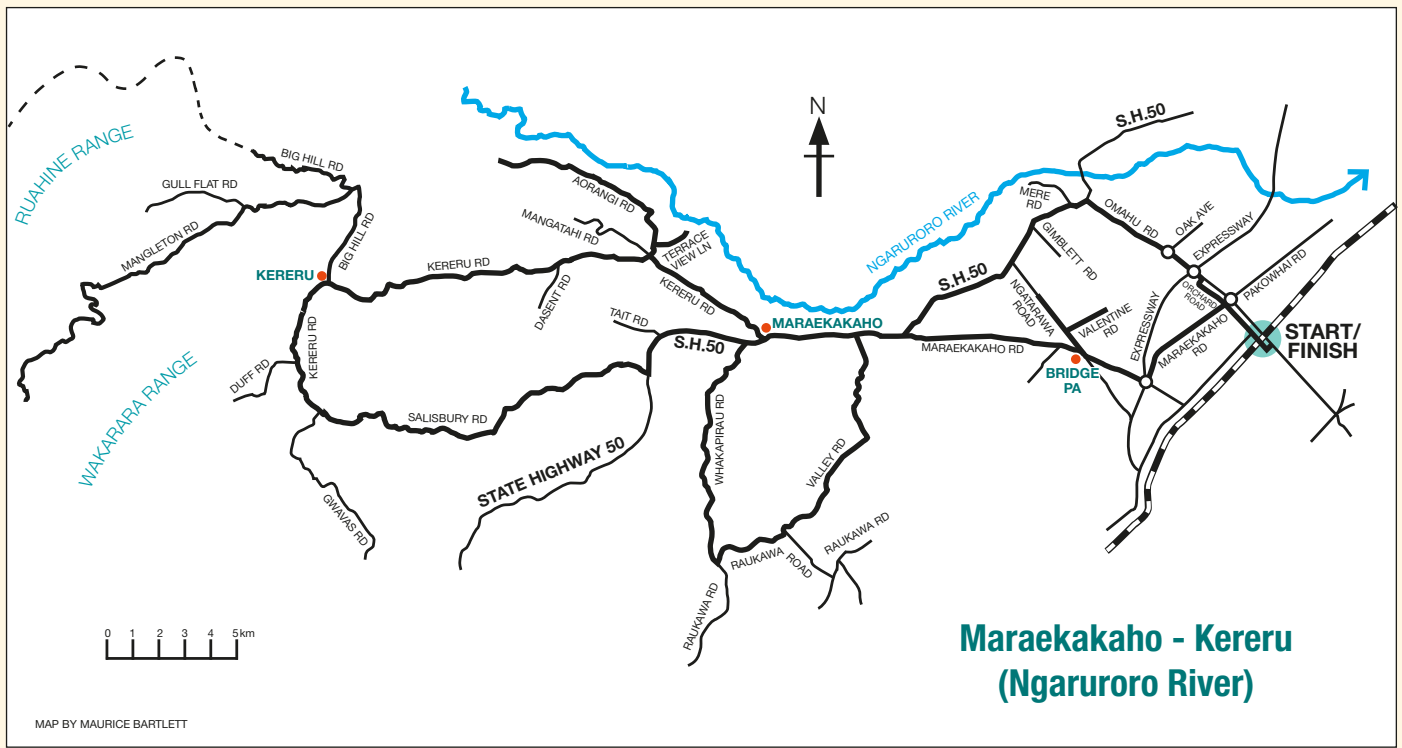 S.H.50
N
RUAHINE RANGE
BIG HILL RD
GULL FLAT RD
AORANGI RD
MERE
RD
OMAHU RD
OAK AVE
MANGATAHI RD
NGARURORO RIVER
EXPRESSWAY
MANGLETON RD
BIG HILL RD
TERRACE
VIEW LN
GIMBLETT RD
KERERU
KERERU RD
S.H.50
PAKOWHAI RD
DASENT RD
KERERU RD
NGATARAWA
ROAD
ORCHARD
ROAD
TAIT RD
MARAEKAKAHO
VALENTINE
RD
EXPRESSWAY
START/
FINISH
KERERU RD
S.H.50
MARAEKAKAHO RD
MARAEKAKAHO
RD
WAKARARA RANGE
DUFF RD
BRIDGE
PA
SALISBURY RD
WHAKAPIRAU RD
STATE HIGHWAY 50
VALLEY RD
GWAVAS RD
RAUKAWA
ROAD
RAUKAWA RD
RAUKAWA RD
0 1 2 3 4 5km
Maraekakaho - Kereru
(Ngaruroro River)
MAP BY MAURICE BARTLETT